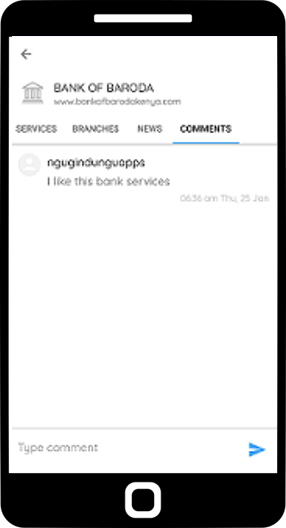 BANK OF BARODA
www.bankofbarodakenya.com
SERVICES BRANCHES NEWS COMMENTS
ngugindunguapps
I like this bank services
06:36 am Thu, 25 Jan
Type comment